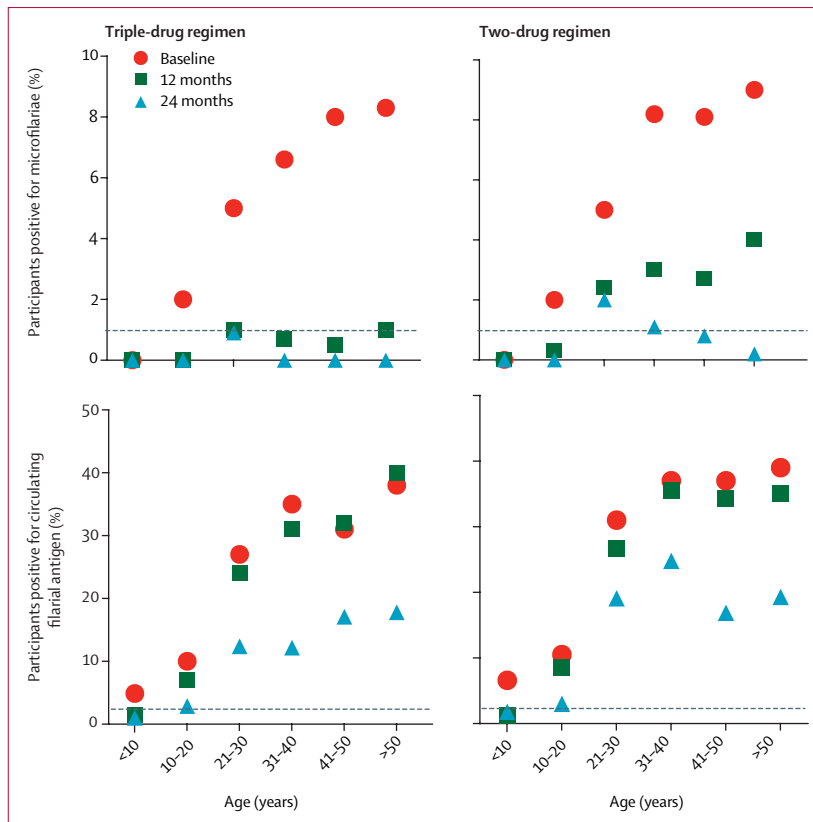 Triple-drug regimen
Two-drug regimen
Baseline
12 months
24 months
Participants positive for microfilariae (%)
10
8
6
4
2
0
Participants positive for circulating
filarial antigen (%)
50
40
30
20
10
0
<10
10–20
21–30
31–40
41–50
>50
Age (years)
<10
10–20
21–30
31–40
41–50
>50
Age (years)